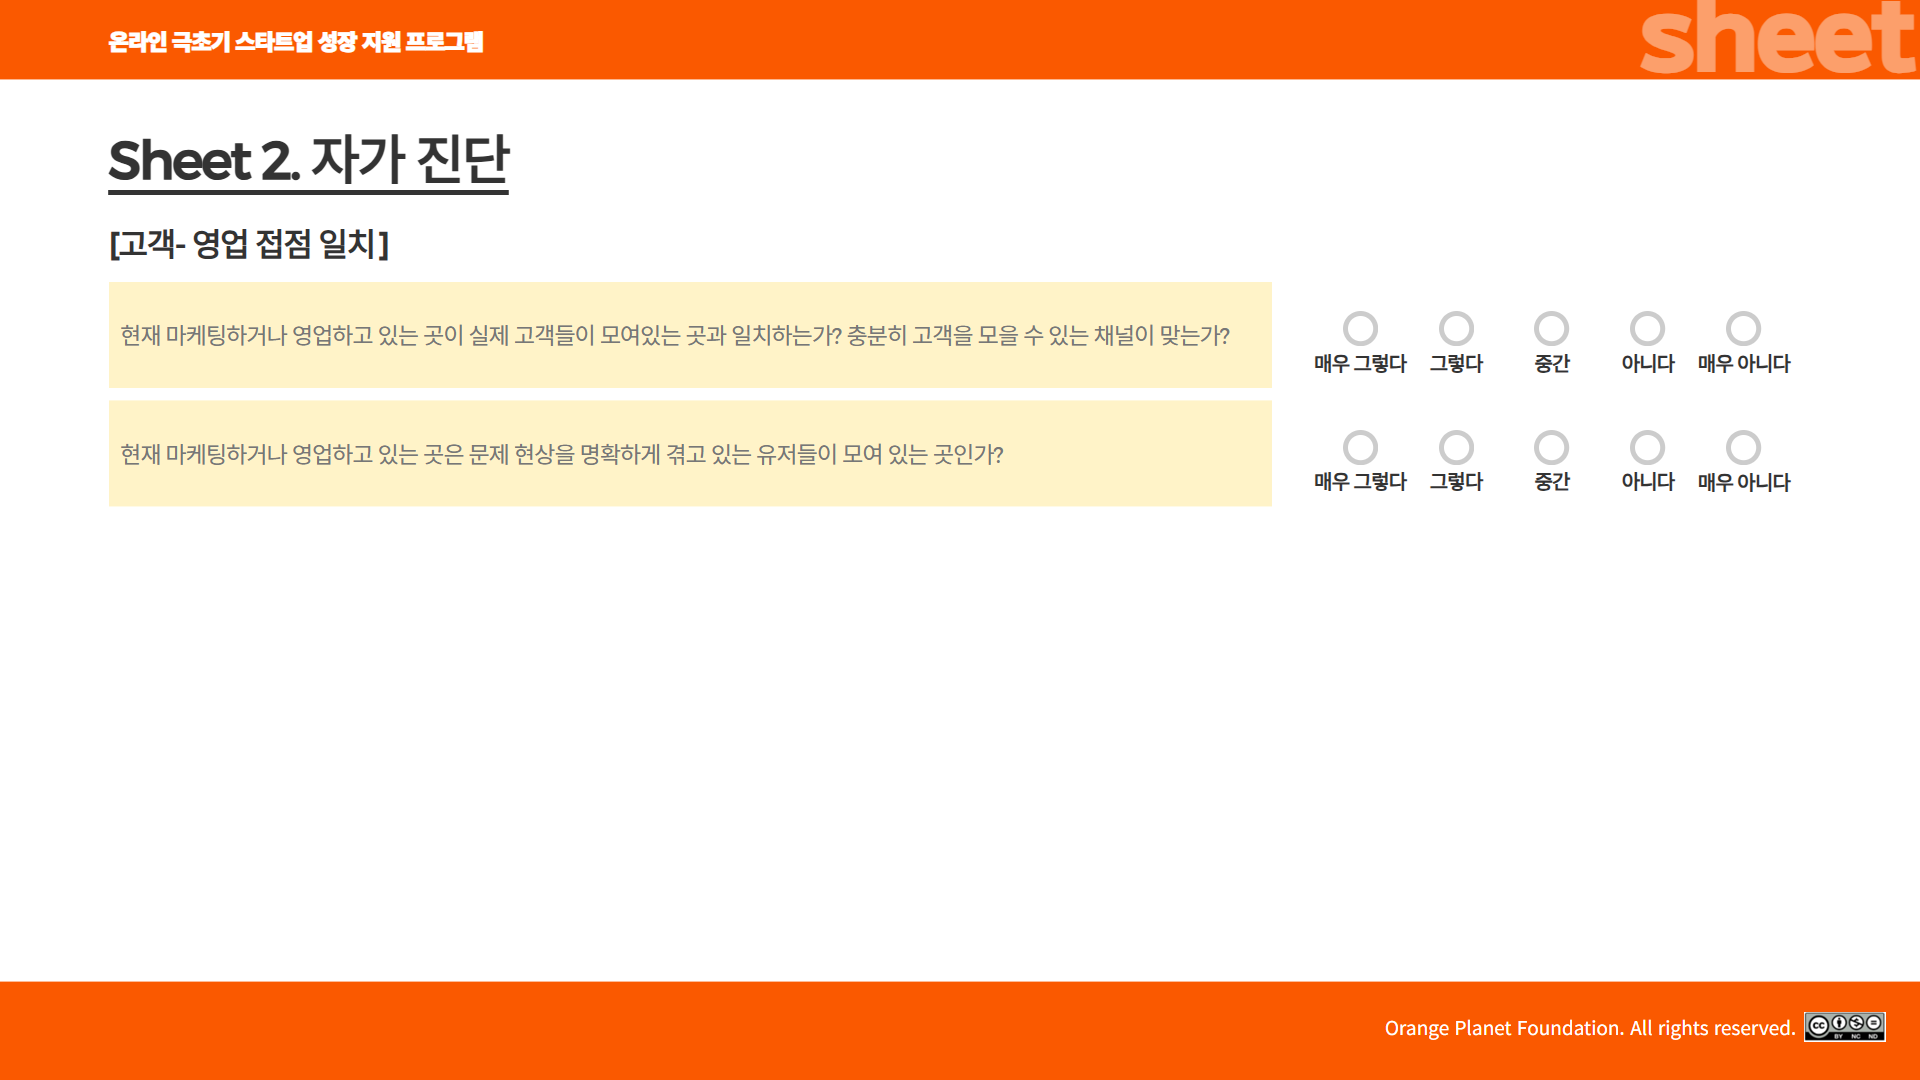 온라인 극초기 스타트업 성장 지원 프로그램
sheet
Sheet 2. 자가 진단
[고객- 영업 접점 일치]
현재 마케팅하거나 영업하고 있는 곳이 실제 고객들이 모여있는 곳과 일치하는가? 충분히 고객을 모을 수 있는 채널이 맞는가?
매우 그렇다 그렇다 중간 아니다 매우 아니다
현재 마케팅하거나 영업하고 있는 곳은 문제 현상을 명확하게 겪고 있는 유저들이 모여 있는 곳인가?
매우 그렇다 그렇다 중간 아니다 매우 아니다
Orange Planet Foundation. All rights reserved.
cc BY NC ND